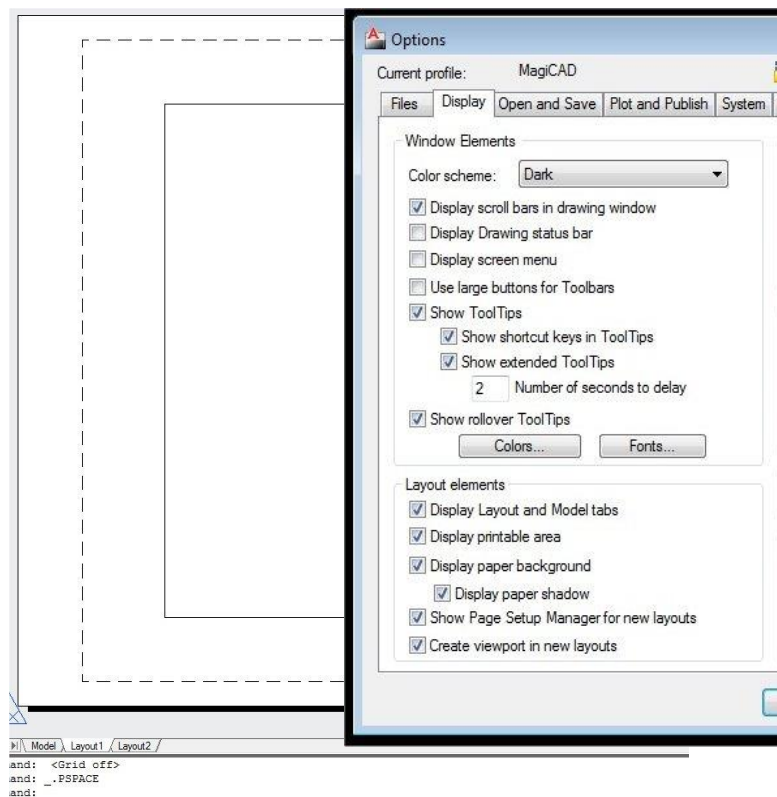 Options
Current profile: MagiCAD
Files Display Open and Save Plot and Publish System
Window Elements
Color scheme: Dark
Display scroll bars in drawing window
Display Drawing status bar
Display screen menu
Use large buttons for Toolbars
Show ToolTips
Show shortcut keys in ToolTips
Show extended ToolTips
2 Number of seconds to delay
Show rollover ToolTips
Colors... Fonts...
Layout elements
Display Layout and Model tabs
Display printable area
Display paper background
Display paper shadow
Show Page Setup Manager for new layouts
Create viewport in new layouts
Model Layout1 Layout2
and: <Grid off>
and: _.PSPACE
and: